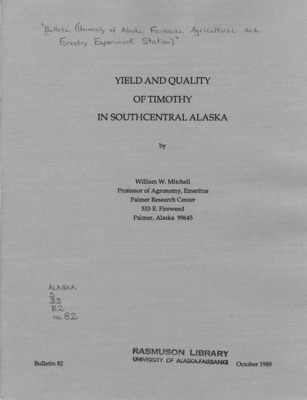 "Bulletin (University of Alaska, Fairbanks. Agricultural and
Forestry Experiment Station)"
YIELD AND QUALITY
OF TIMOTHY
IN SOUTHCENTRAL ALASKA
by
William W. Mitchell
Professor of Agronomy, Emeritus
Palmer Research Center
533 E. Fireweed
Palmer, Alaska 99645
ALASKA
S
33
E2
no. 82
RASMUSON LIBRARY
UNIVERSITY OF ALASKA-FAIRBANKS
Bulletin 82
October 1989